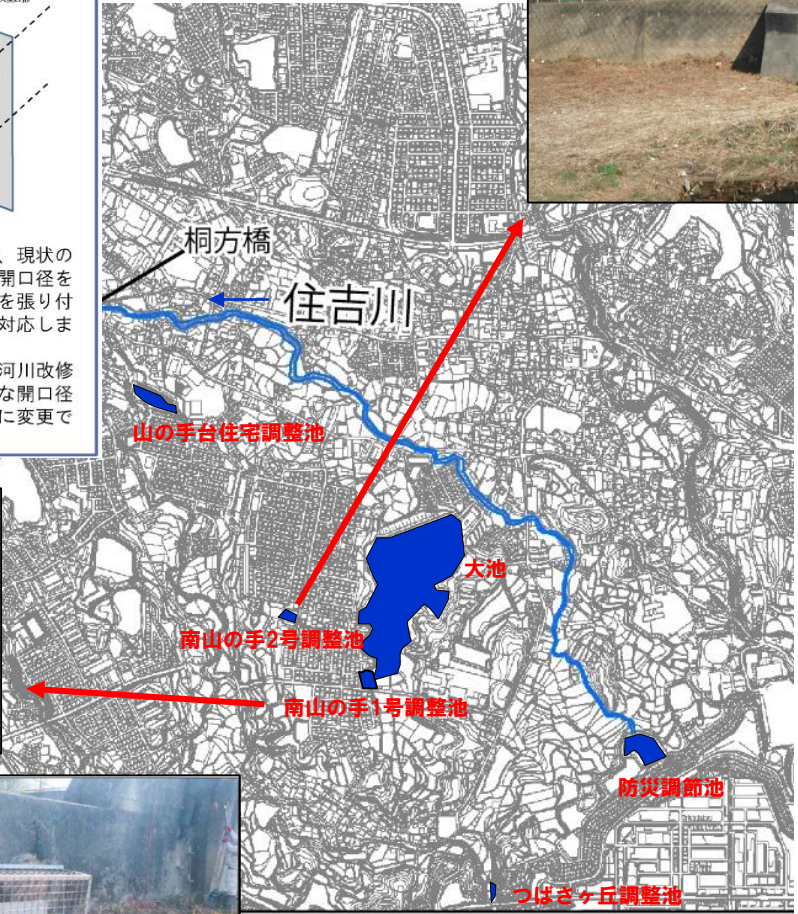 、現状の
開口径を
を張り付
対応しま
河川改修
な開口径
に変更で
桐方橋
住吉川
山の手台住宅調整池
大池
南山の手2号調整池
南山の手1号調整池
防災調節池
つばさヶ丘調整池